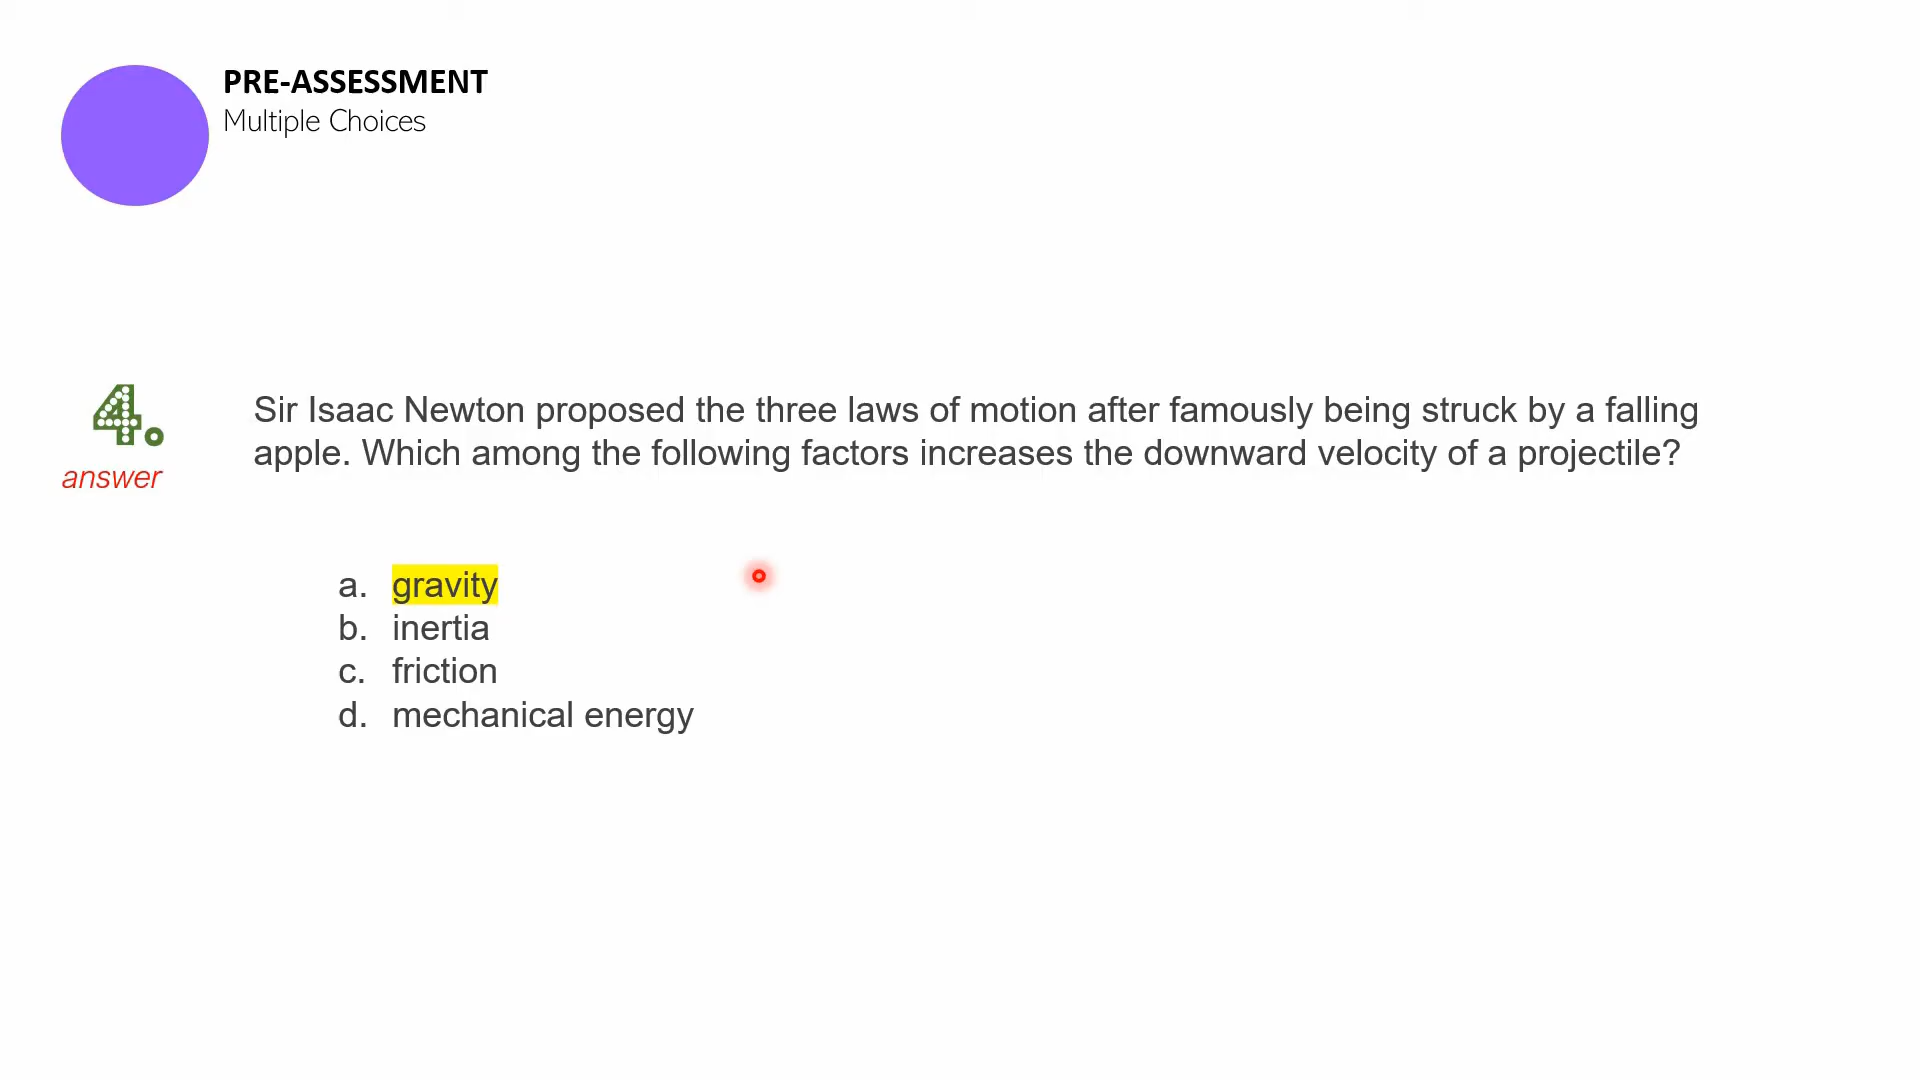 PRE-ASSESSMENT
Multiple Choices
4.
answer
Sir Isaac Newton proposed the three laws of motion after famously being struck by a falling
apple. Which among the following factors increases the downward velocity of a projectile?
a. gravity
b. inertia
c. friction
d. mechanical energy